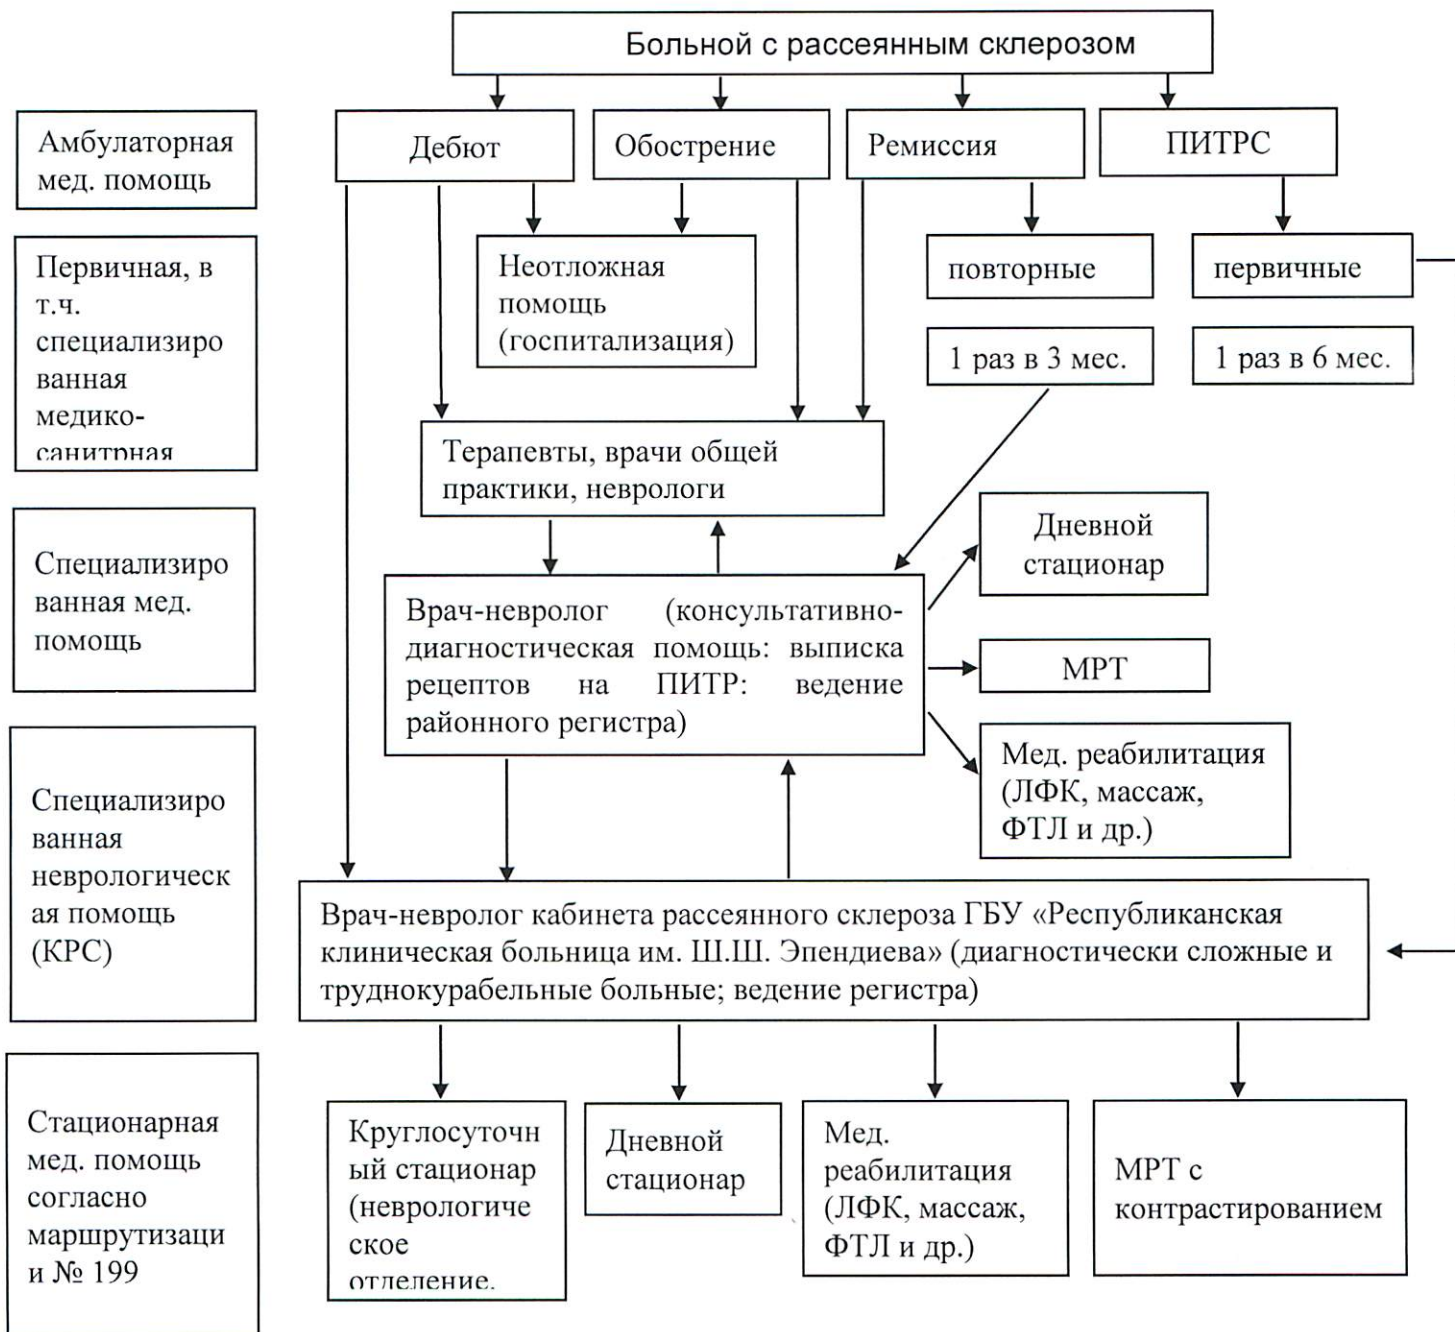 Больной с рассеянным склерозом
Амбулаторная
мед. помощь
Дебют
Обострение
Ремиссия
ПИТРС
Первичная, в
т.ч.
специализиро
ванная
медико-
санитрная
Неотложная
помощь
(госпитализация)
повторные
первичные
1 раз в 3 мес.
1 раз в 6 мес.
Терапевты, врачи общей
практики, неврологи
Специализиро
ванная мед.
помощь
Врач-невролог (консультативно-
диагностическая помощь: выписка
рецептов на ПИТР: ведение
районного регистра)
Дневной
стационар
МРТ
Мед. реабилитация
(ЛФК, массаж,
ФТЛ и др.)
Специализиро
ванная
неврологическ
ая помощь
(КРС)
Врач-невролог кабинета рассеянного склероза ГБУ «Республиканская
клиническая больница им. Ш.Ш. Эпендиева» (диагностически сложные и
труднокурабельные больные; ведение регистра)
Стационарная
мед. помощь
согласно
маршрутизаци
и № 199
Круглосуточн
ый стационар
(неврологиче
ское
отделение.
Дневной
стационар
Мед.
реабилитация
(ЛФК, массаж,
ФТЛ и др.)
МРТ с
контрастированием